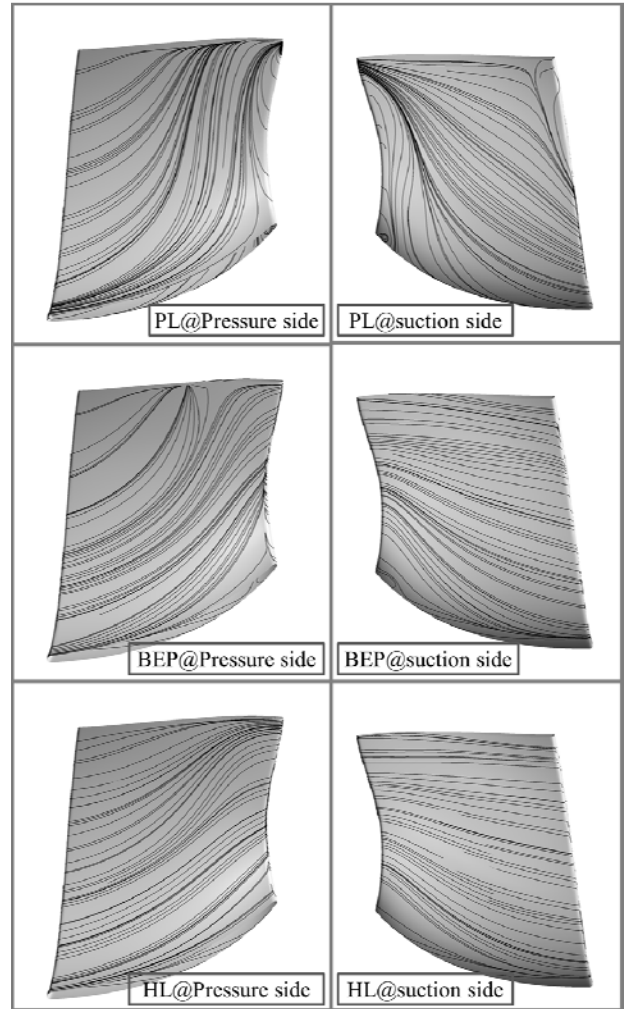 PL@Pressure side
PL@suction side
BEP@Pressure side
BEP@suction side
HL@Pressure side
HL@suction side